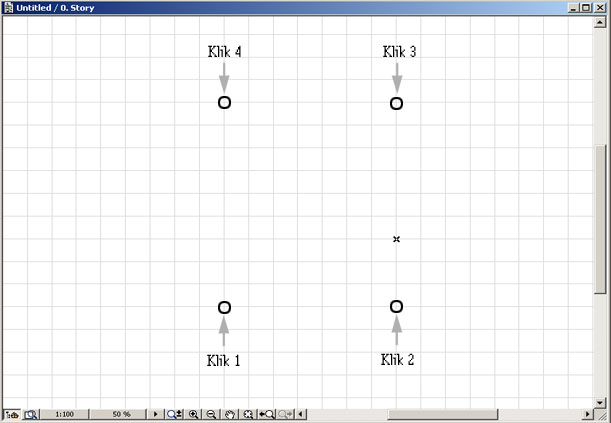 Untitled / 0. Story
Klik 4
Klik 3
Klik 1
Klik 2
1:100
50 %